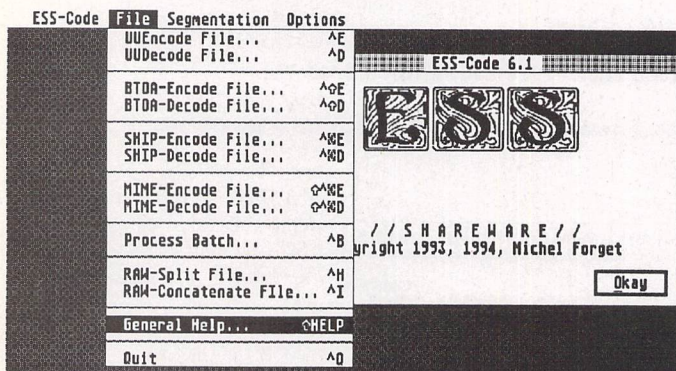 ESS-Code File Segmentation Options
UUEncode File... ^E
UUDecode File... ^D
BTOA-Encode File... ^⇧E
BTOA-Decode File... ^⇧D
SHIP-Encode File... ^⌘E
SHIP-Decode File... ^⌘D
MIME-Encode File... ⇧^⌘E
MIME-Decode File... ⇧^⌘D
Process Batch... ^B
RAW-Split File... ^H
RAW-Concatenate FIle... ^I
General Help... ⇧HELP
Quit ^Q
ESS-Code 6.1
ESS
//SHAREWARE//
yright 1993, 1994, Michel Forget
Okay